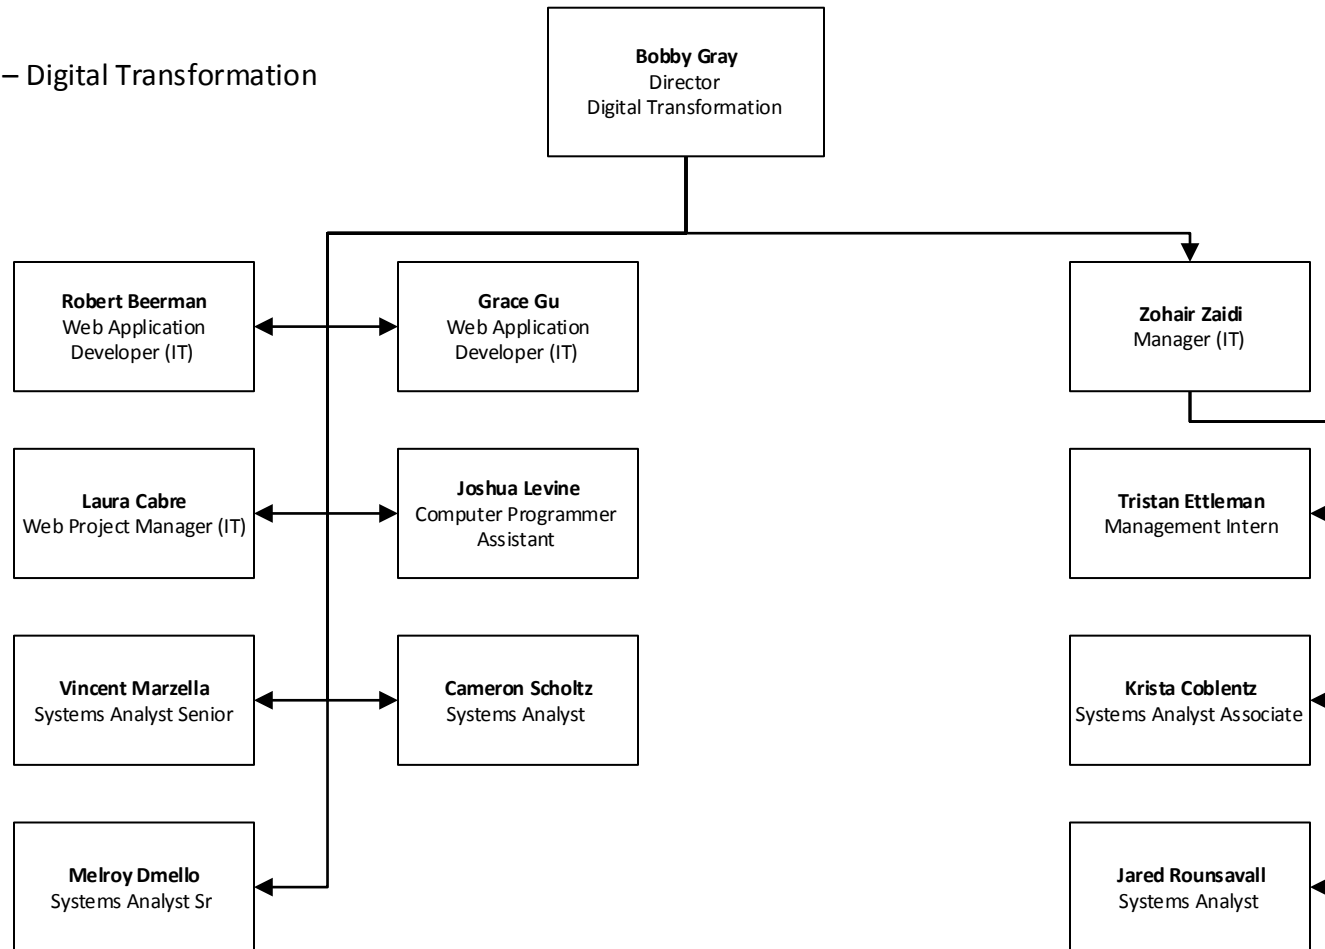 – Digital Transformation
Bobby Gray
Director
Digital Transformation
Robert Beerman
Web Application
Developer (IT)
Grace Gu
Web Application
Developer (IT)
Zohair Zaidi
Manager (IT)
Laura Cabre
Web Project Manager (IT)
Joshua Levine
Computer Programmer
Assistant
Tristan Ettleman
Management Intern
Vincent Marzella
Systems Analyst Senior
Cameron Scholtz
Systems Analyst
Krista Coblentz
Systems Analyst Associate
Melroy Dmello
Systems Analyst Sr
Jared Rounsavall
Systems Analyst